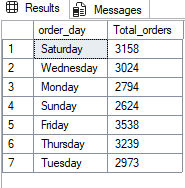 Results Messages
order_day Total_orders
1 Saturday 3158
2 Wednesday 3024
3 Monday 2794
4 Sunday 2624
5 Friday 3538
6 Thursday 3239
7 Tuesday 2973